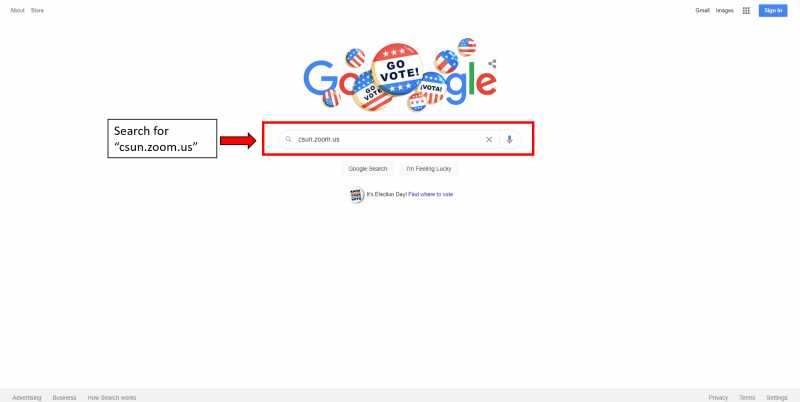 About Store
Gmail Images Sign in
Google
GO
VOTE!
GO
VOTE!
¡VOTA!
Search for
“csun.zoom.us”
csun.zoom.us
Google Search I'm Feeling Lucky
It's Election Day! Find where to vote
Advertising Business How Search works
Privacy Terms Settings